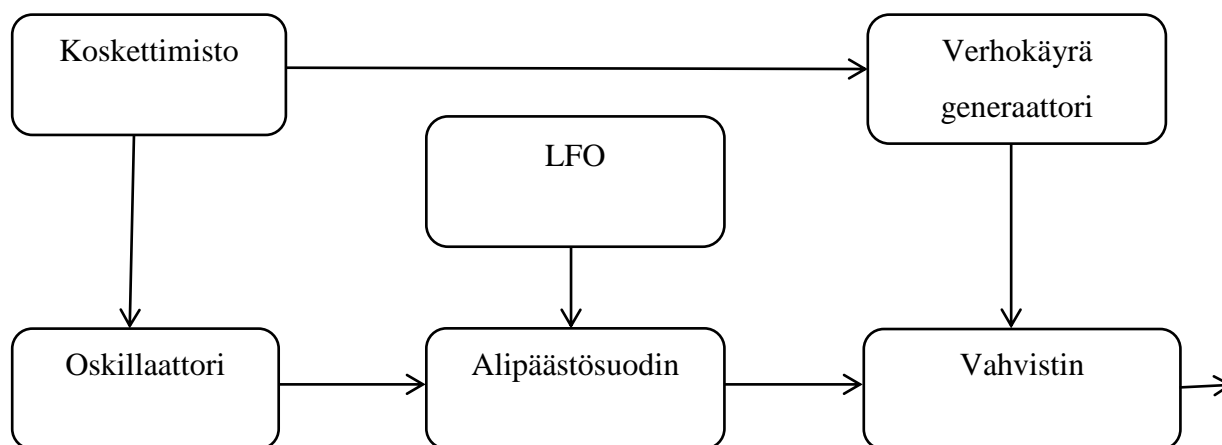 Koskettimisto
Verhokäyrä
generaattori
LFO
Oskillaattori
Alipäästösuodin
Vahvistin